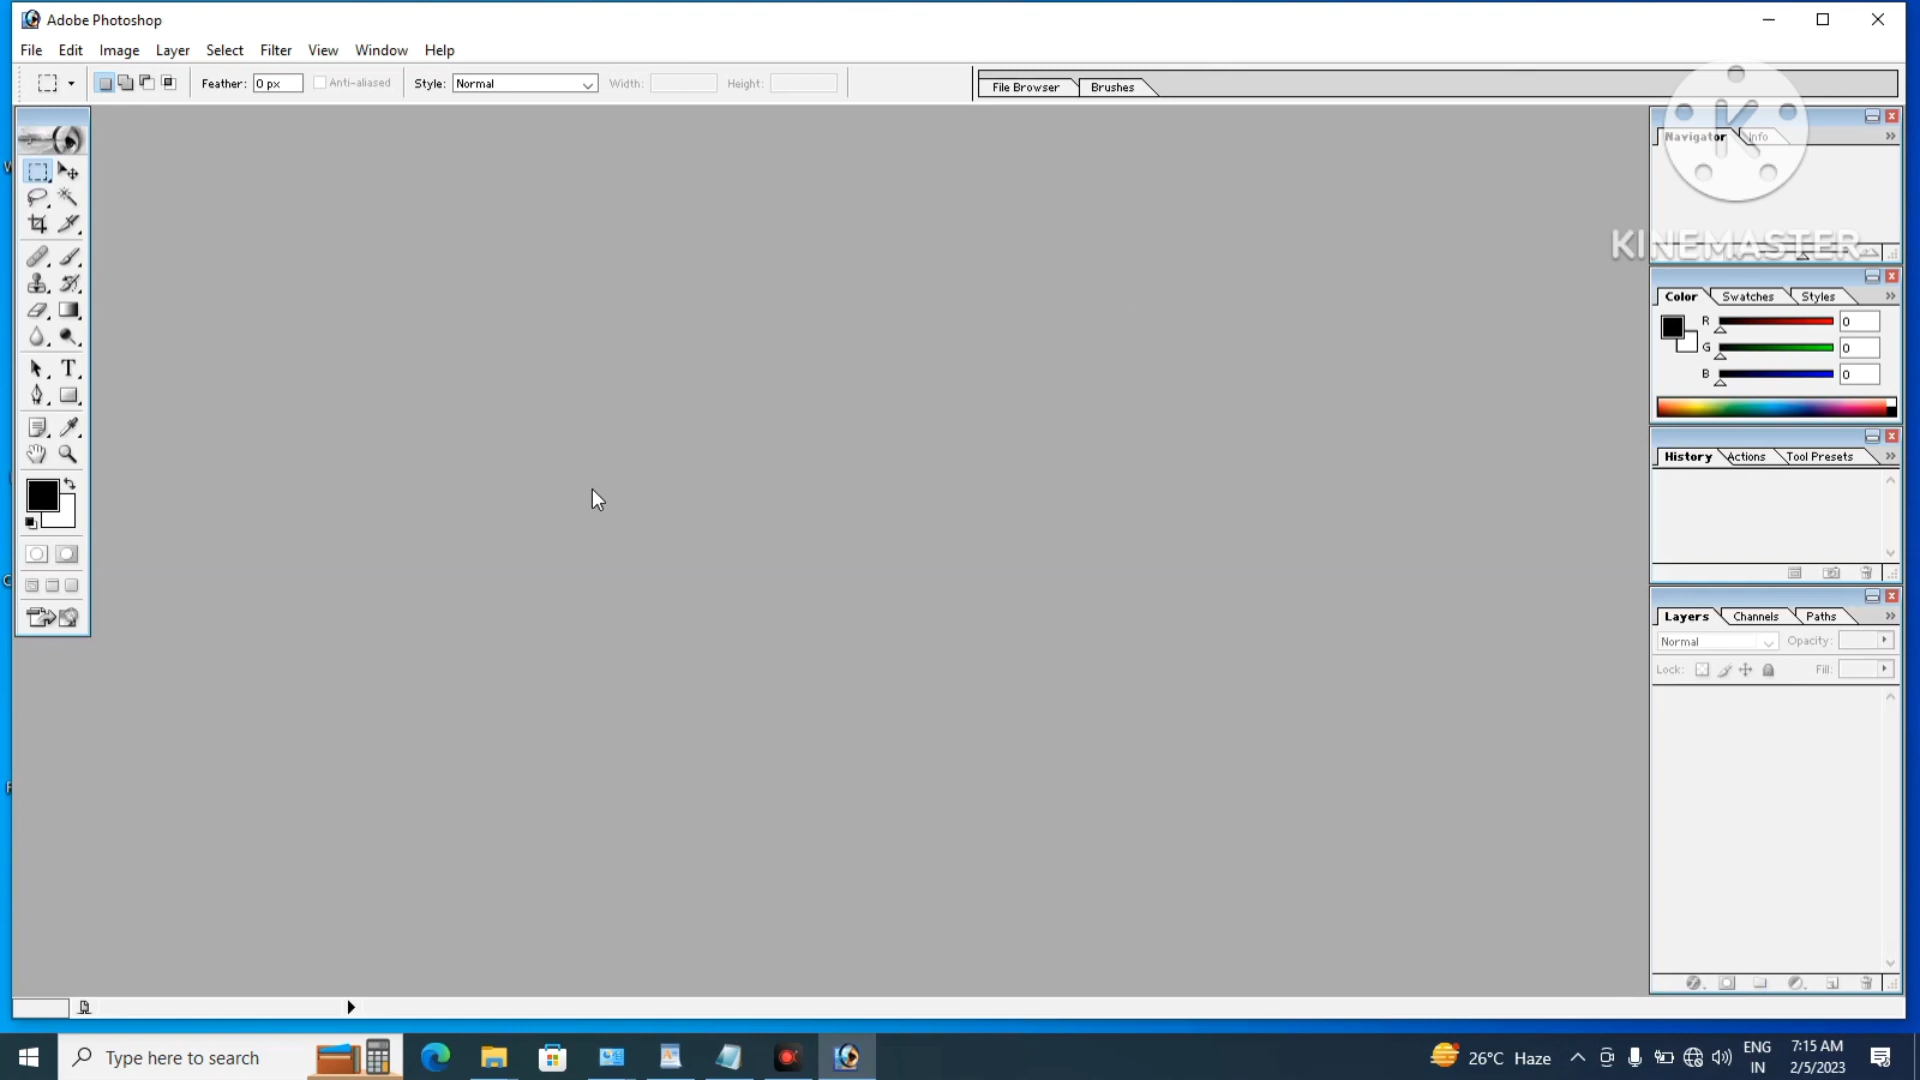 Adobe Photoshop
File Edit Image Layer Select Filter View Window Help
Feather: 0 px Anti-aliased Style: Normal Width: Height: File Browser Brushes
Navigator Info
KINEMASTER
Color Swatches Styles
R 0
G 0
B 0
History Actions Tool Presets
Layers Channels Paths
Normal Opacity:
Lock: Fill:
Type here to search 26°C Haze ENG IN 7:15 AM 2/5/2023